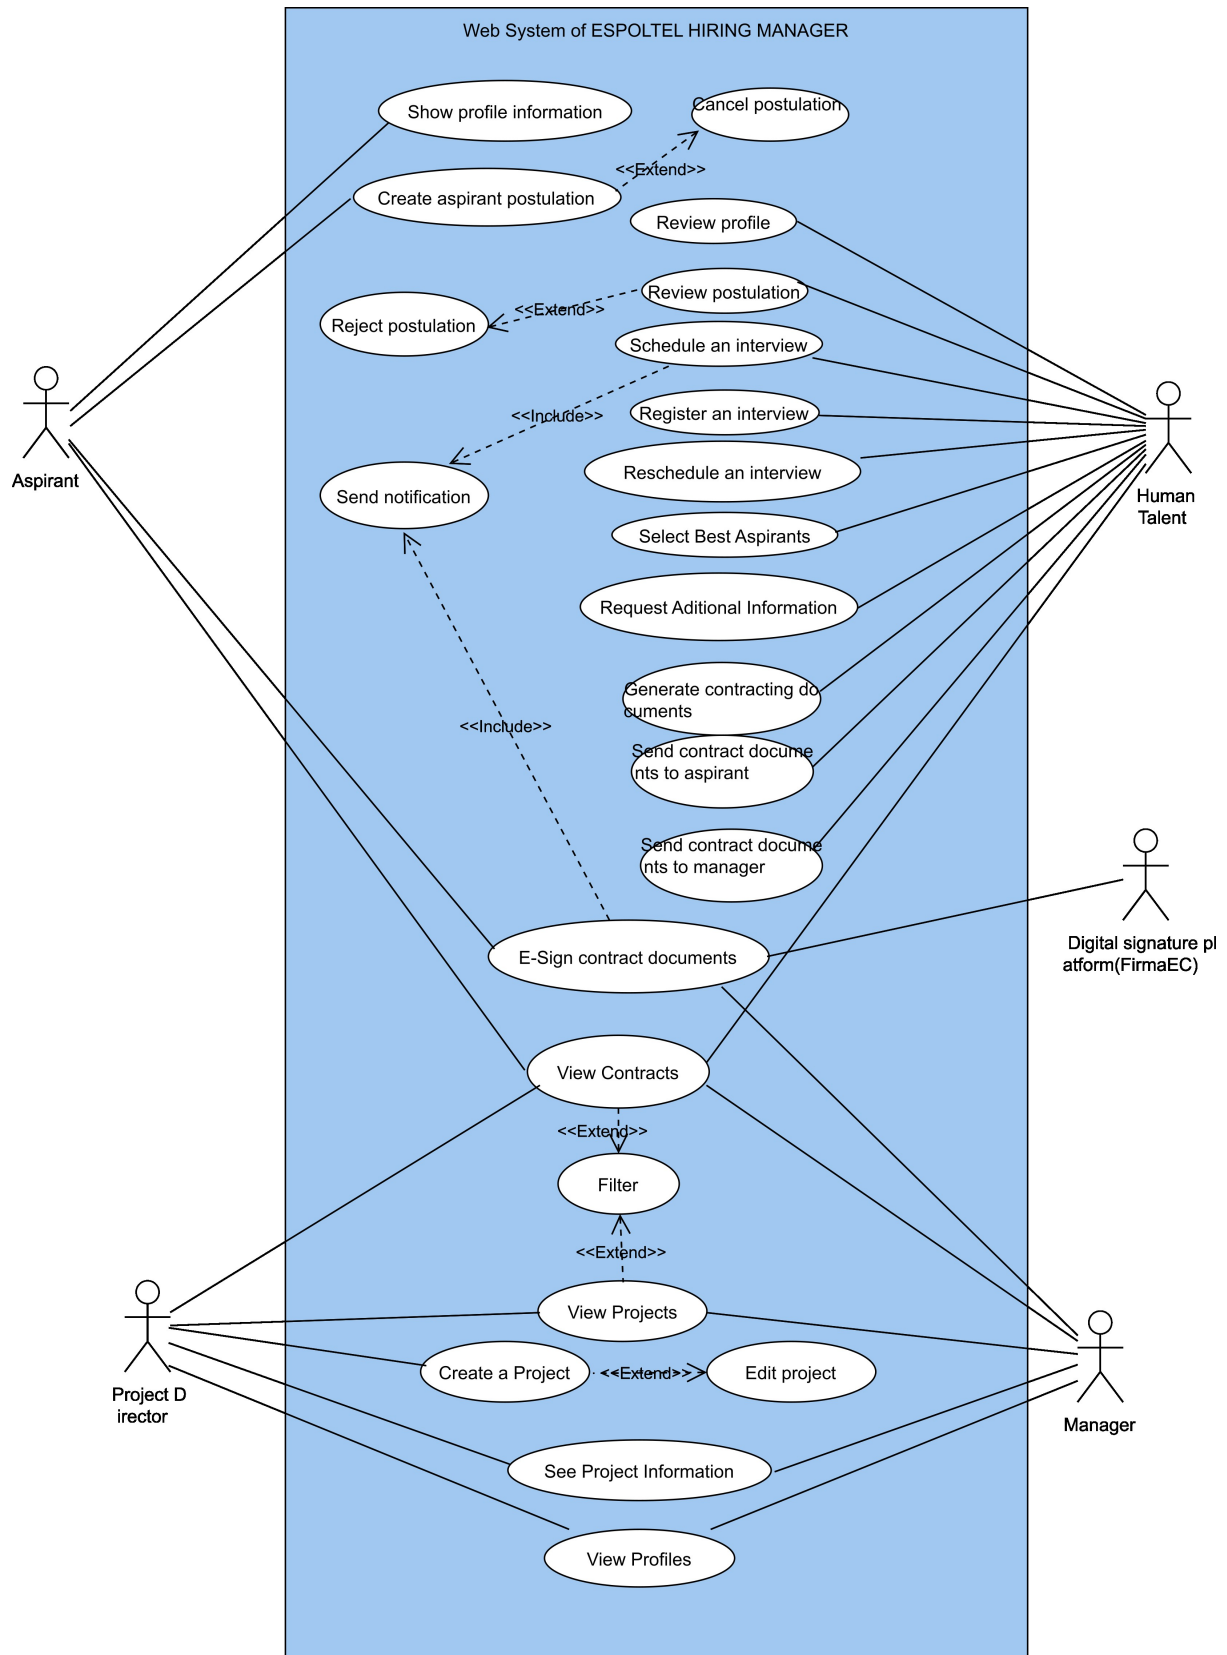 Web System of ESPOLTEL HIRING MANAGER
Show profile information
Cancel postulation
<<Extend>>
Create aspirant postulation
Review profile
Review postulation
<<Extend>>
Reject postulation
Schedule an interview
<<Include>>
Register an interview
Reschedule an interview
Aspirant
Send notification
Human
Talent
Select Best Aspirants
Request Aditional Information
Generate contracting do
cuments
<<Include>>
Send contract docume
nts to aspirant
Send contract docume
nts to manager
Digital signature pl
atform(FirmaEC)
E-Sign contract documents
View Contracts
<<Extend>>
Filter
<<Extend>>
View Projects
Create a Project
<<Extend>>
Edit project
Project D
irector
Manager
See Project Information
View Profiles